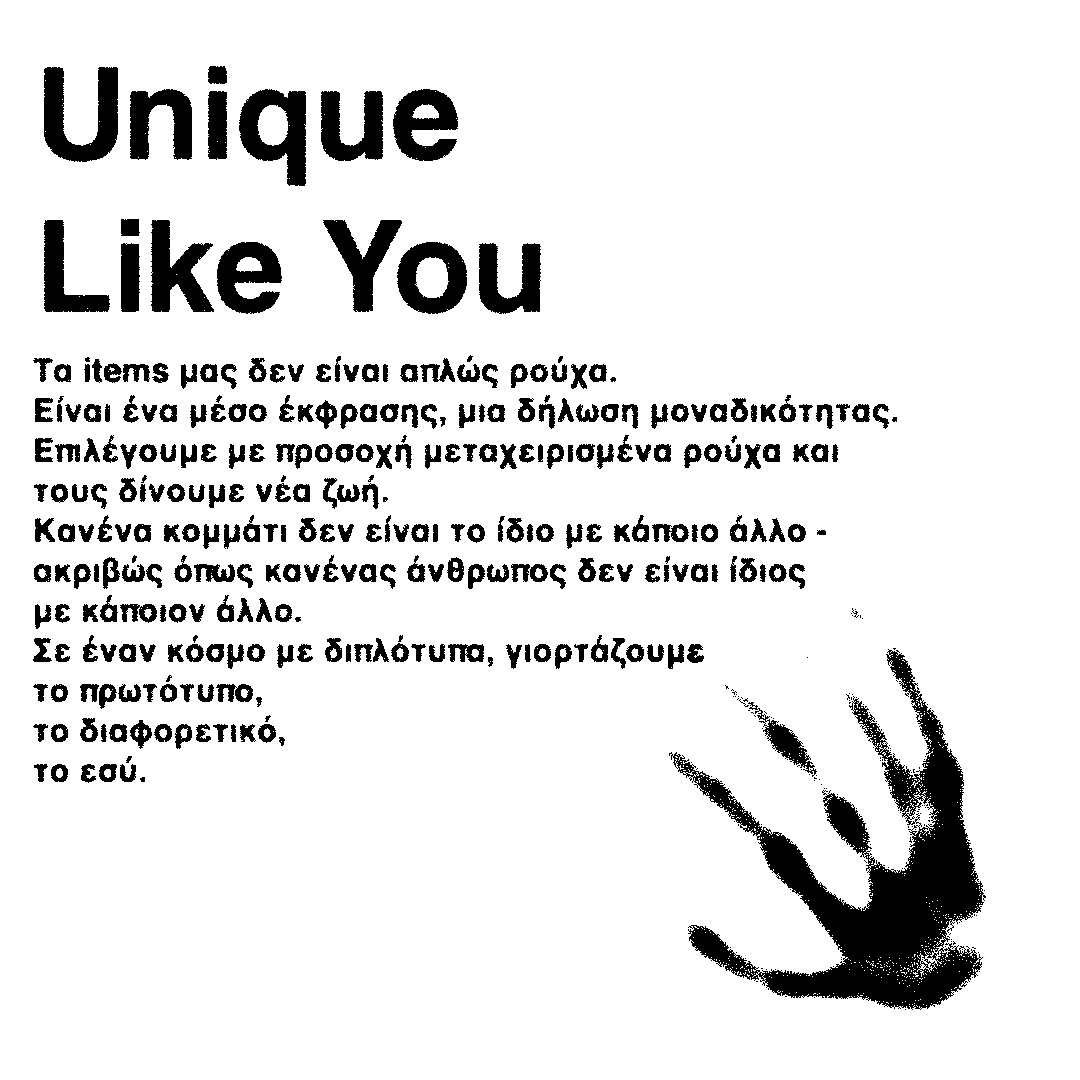 Unique
Like You
Τα items μας δεν είναι απλώς ρούχα.
Είναι ένα μέσο έκφρασης, μια δήλωση μοναδικότητας.
Επιλέγουμε με προσοχή μεταχειρισμένα ρούχα και
τους δίνουμε νέα ζωή.
Κανένα κομμάτι δεν είναι το ίδιο με κάποιο άλλο -
ακριβώς όπως κανένας άνθρωπος δεν είναι ίδιος
με κάποιον άλλο.
Σε έναν κόσμο με διπλότυπα, γιορτάζουμε
το πρωτότυπο,
το διαφορετικό,
το εσύ.